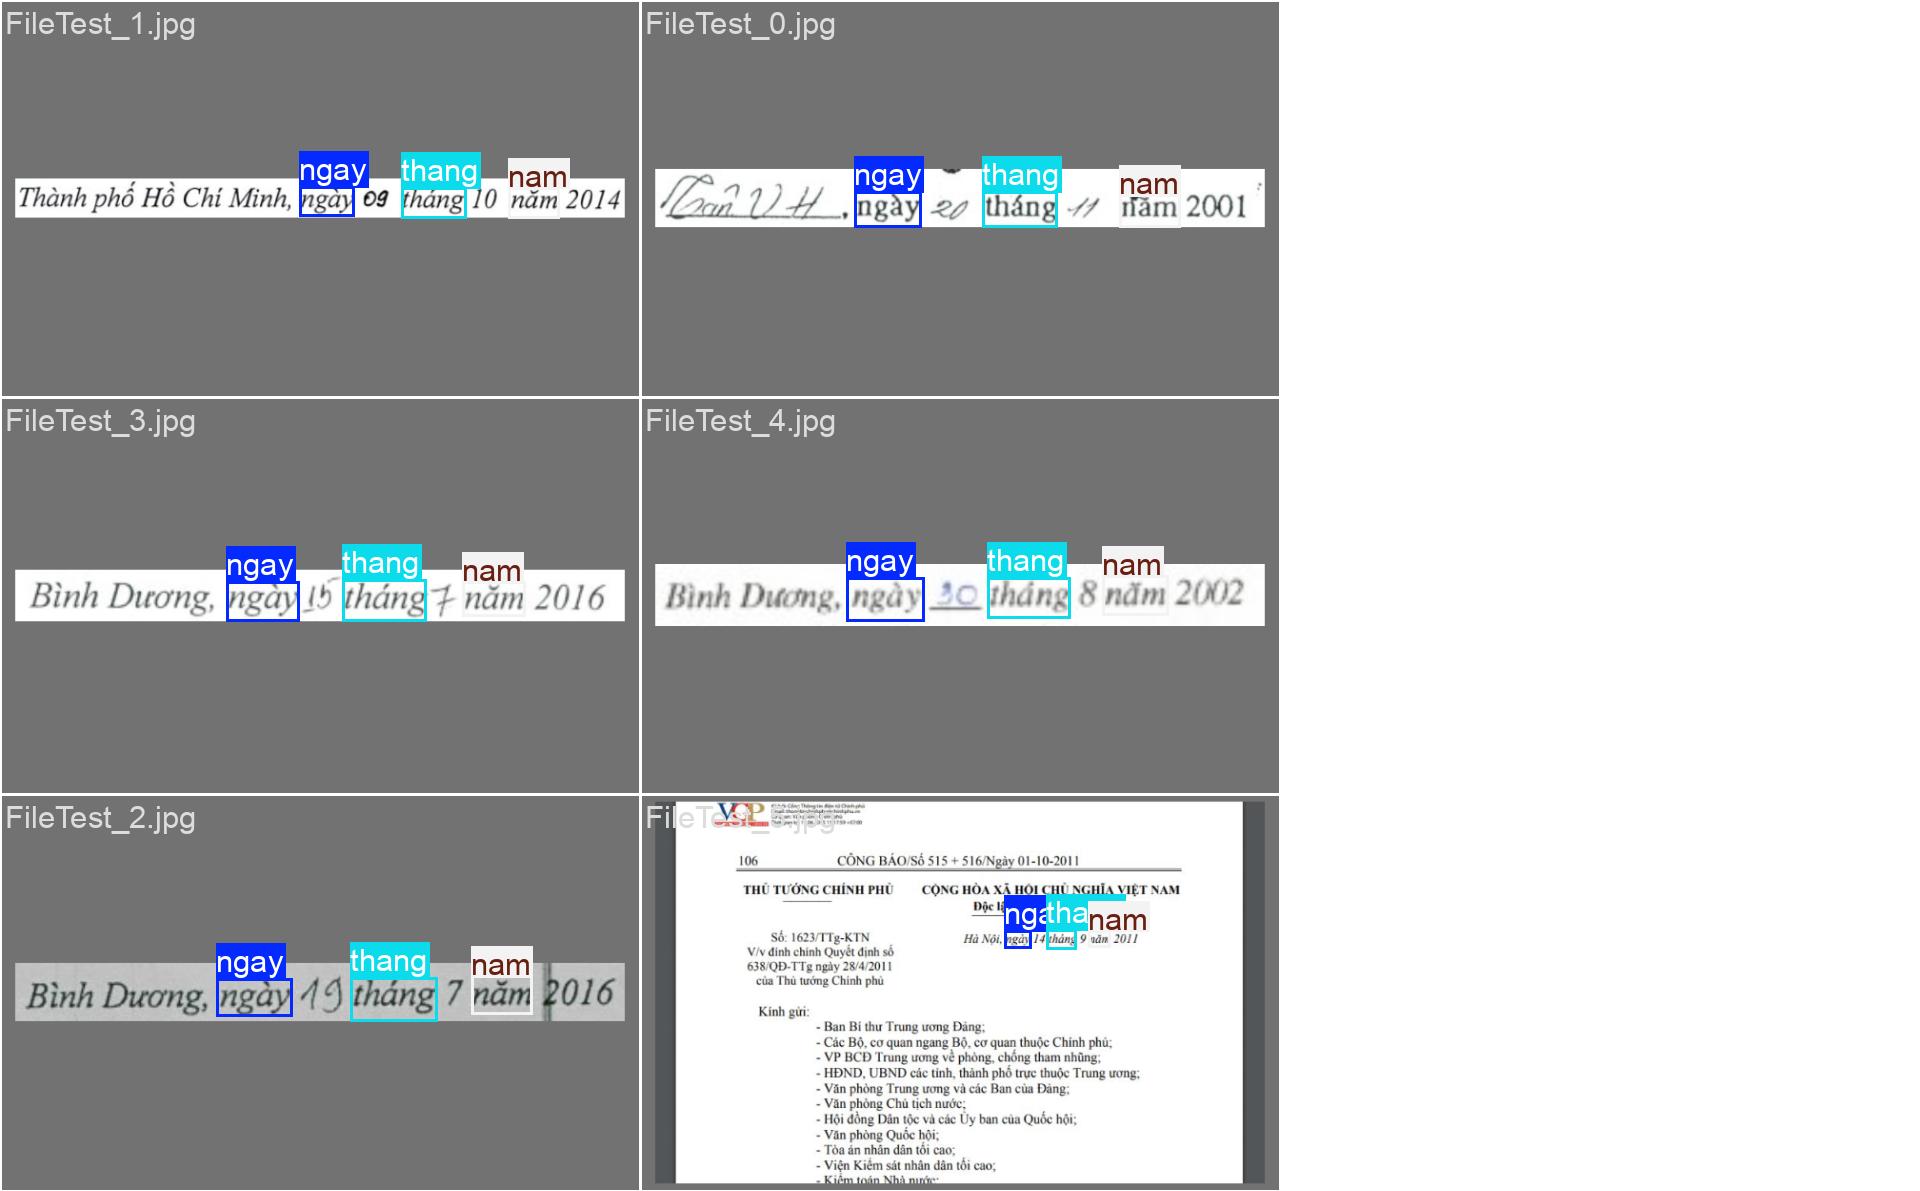 FileTest_1.jpg
ngay thang nam
Thành phố Hồ Chí Minh, ngày 09 tháng 10 năm 2014
FileTest_0.jpg
ngay thang nam
, ngày 20 tháng 11 năm 2001
FileTest_3.jpg
ngay thang nam
Bình Dương, ngày 15 tháng 7 năm 2016
FileTest_4.jpg
ngay thang nam
Bình Dương, ngày 30 tháng 8 năm 2002
FileTest_2.jpg
ngay thang nam
Bình Dương, ngày 19 tháng 7 năm 2016
VGP
106 CÔNG BÁO/Số 515 + 516/Ngày 01-10-2011
THỦ TƯỚNG CHÍNH PHỦ
CỘNG HÒA XÃ HỘI CHỦ NGHĨA VIỆT NAM
Độc
nga tha nam
Hà Nội, ngày 14 tháng 9 năm 2011
Số: 1623/TTg-KTN
V/v đính chính Quyết định số
638/QĐ-TTg ngày 28/4/2011
của Thủ tướng Chính phủ
Kính gửi:
- Ban Bí thư Trung ương Đảng;
- Các Bộ, cơ quan ngang Bộ, cơ quan thuộc Chính phủ;
- VP BCĐ Trung ương về phòng, chống tham nhũng;
- HĐND, UBND các tỉnh, thành phố trực thuộc Trung ương;
- Văn phòng Trung ương và các Ban của Đảng;
- Văn phòng Chủ tịch nước;
- Hội đồng Dân tộc và các Ủy ban của Quốc hội;
- Văn phòng Quốc hội;
- Tòa án nhân dân tối cao;
- Viện Kiểm sát nhân dân tối cao;
- Kiểm toán Nhà nước;